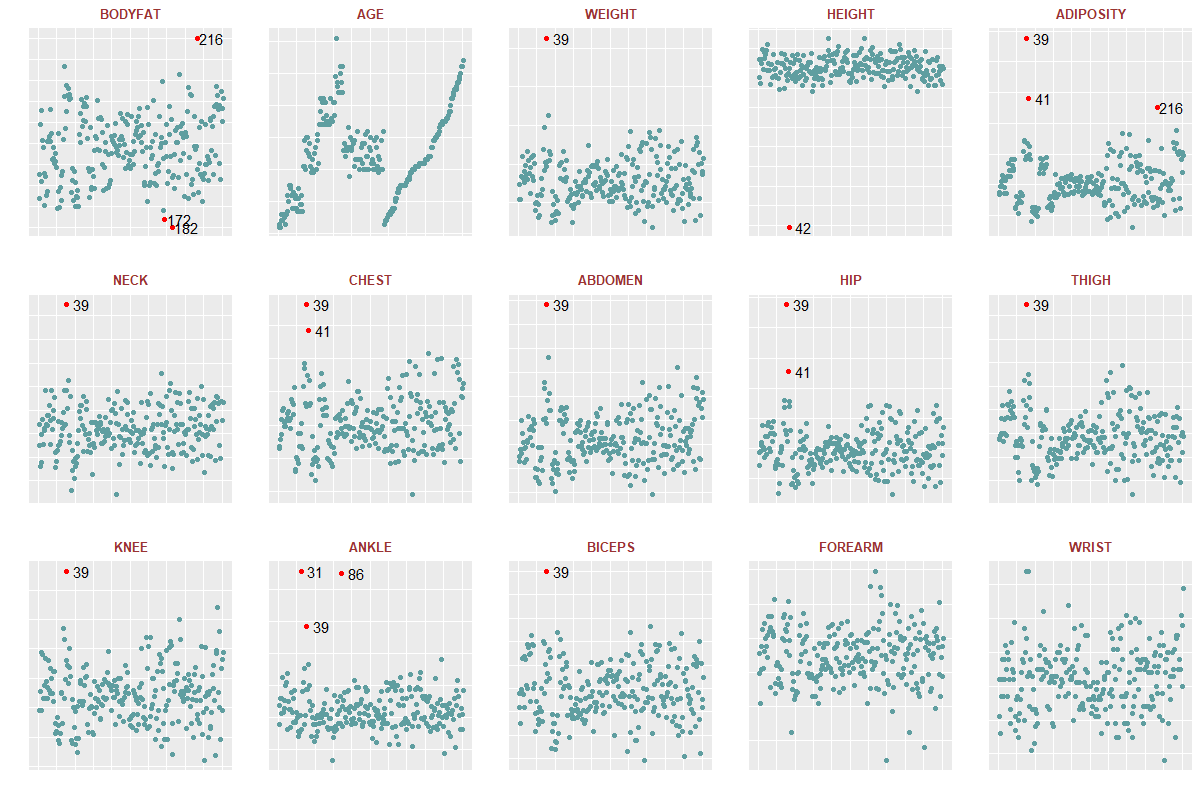 BODYFAT AGE WEIGHT HEIGHT ADIPOSITY
216 39 39
41 216
172
182 42
NECK CHEST ABDOMEN HIP THIGH
39 39 39 39 39
41
41
KNEE ANKLE BICEPS FOREARM WRIST
39 31 86 39
39